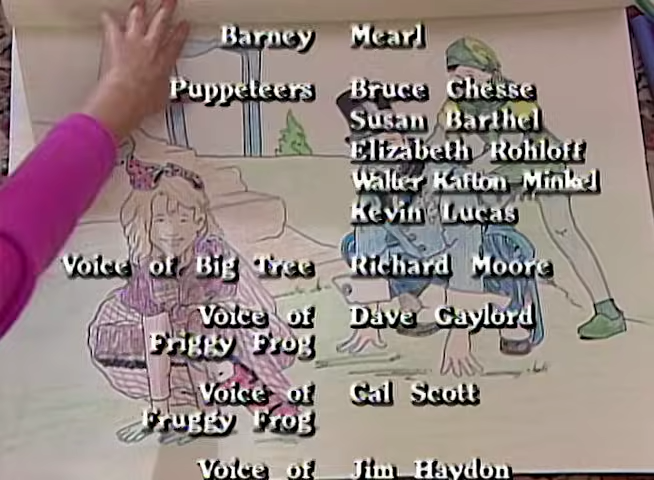 Barney Mearl
Puppeteers Bruce Chesse
Susan Barthel
Elizabeth Rohloff
Walter Kafton Minkel
Kevin Lucas
Voice of Big Tree Richard Moore
Voice of Dave Gaylord
Friggy Frog
Voice of Cal Scott
Fruggy Frog
Voice of Jim Haydon